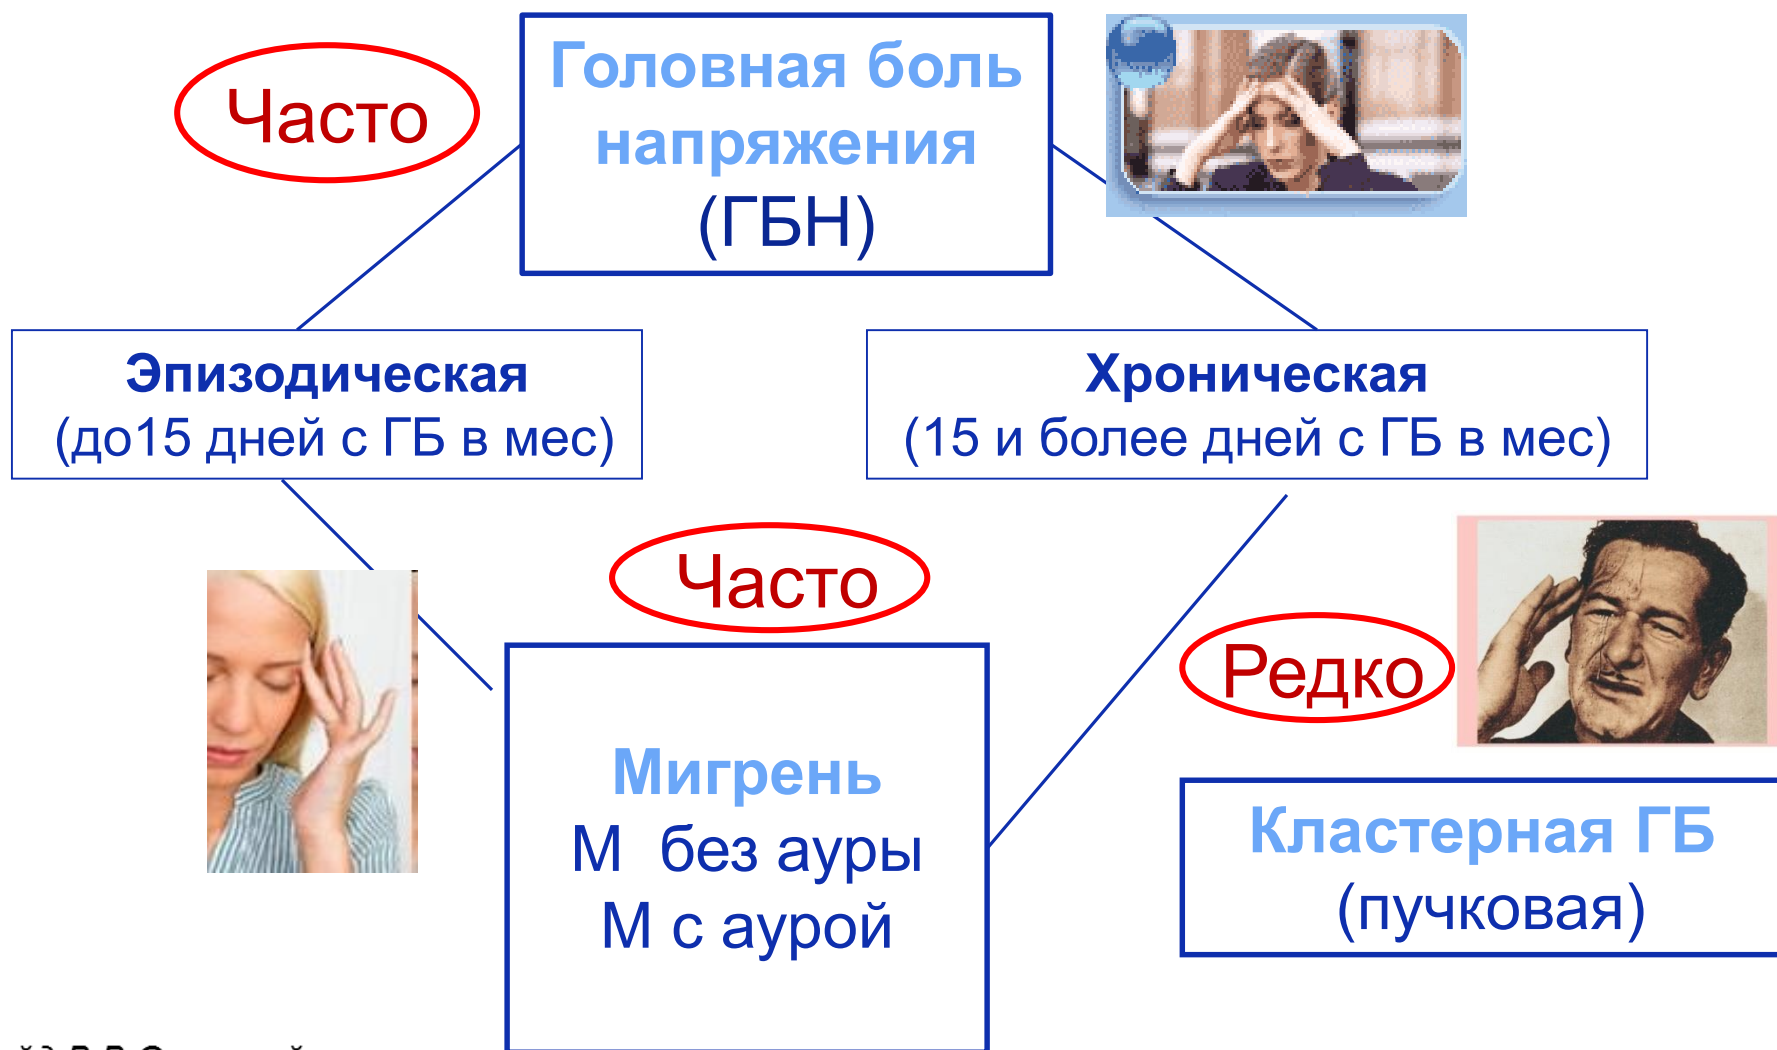 Часто
Головная боль
напряжения
(ГБН)
Эпизодическая
(до15 дней с ГБ в мес)
Хроническая
(15 и более дней с ГБ в мес)
Часто
Мигрень
М без ауры
М с аурой
Редко
Кластерная ГБ
(пучковая)